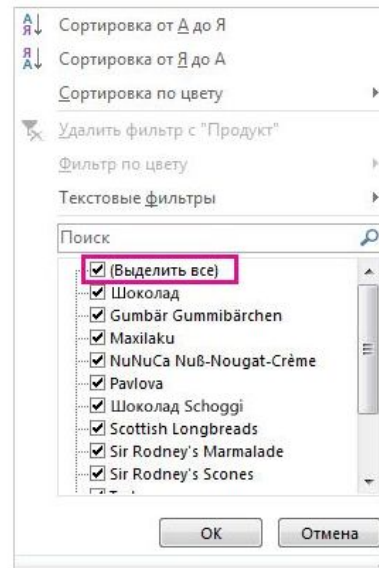 Сортировка от А до Я
Сортировка от Я до А
Сортировка по цвету
Удалить фильтр с "Продукт"
Фильтр по цвету
Текстовые фильтры
Поиск
(Выделить все)
Шоколад
Gumbär Gummibärchen
Maxilaku
NuNuCa Nuß-Nougat-Crème
Pavlova
Шоколад Schoggi
Scottish Longbreads
Sir Rodney's Marmalade
Sir Rodney's Scones
ОК
Отмена